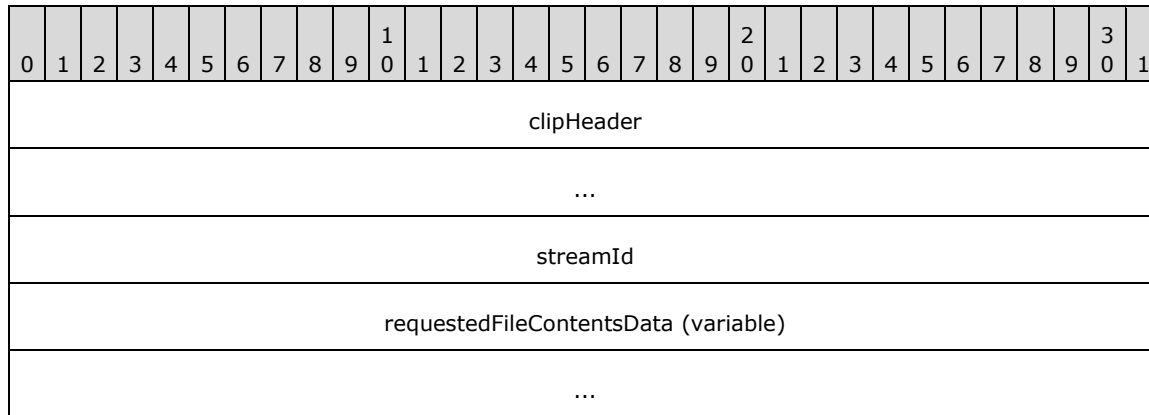 1 2 3
0 1 2 3 4 5 6 7 8 9 0 1 2 3 4 5 6 7 8 9 0 1 2 3 4 5 6 7 8 9 0 1
clipHeader
...
streamId
requestedFileContentsData (variable)
...